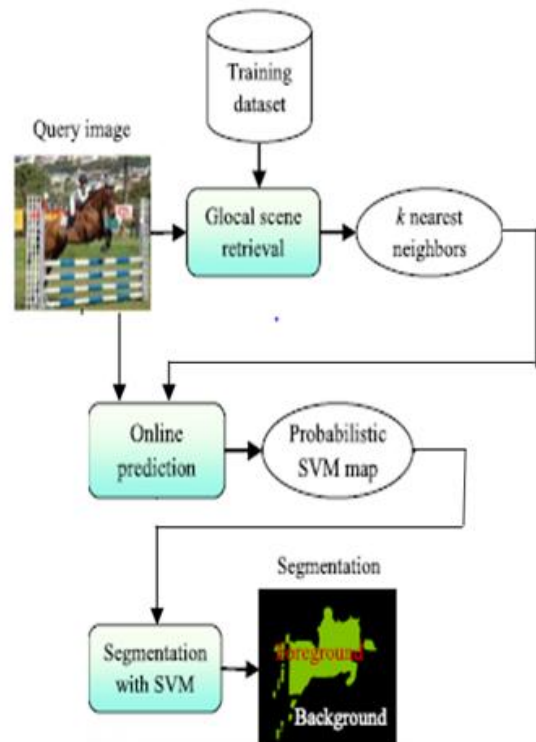 Training
dataset
Query image
Glocal scene
retrieval
k nearest
neighbors
Online
prediction
Probabilistic
SVM map
Segmentation
Segmentation
with SVM
foreground
Background